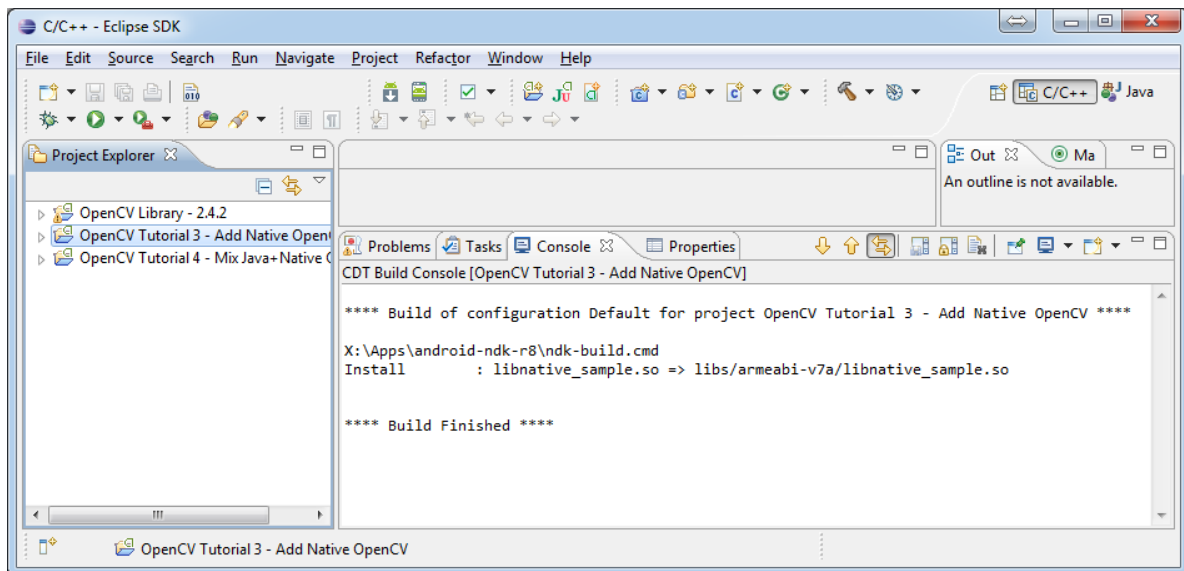 C/C++ - Eclipse SDK
File Edit Source Search Run Navigate Project Refactor Window Help
C/C++ Java
Project Explorer
Out Ma
An outline is not available.
OpenCV Library - 2.4.2
OpenCV Tutorial 3 - Add Native Open
OpenCV Tutorial 4 - Mix Java+Native
Problems Tasks Console Properties
CDT Build Console [OpenCV Tutorial 3 - Add Native OpenCV]
**** Build of configuration Default for project OpenCV Tutorial 3 - Add Native OpenCV ****
X:\Apps\android-ndk-r8\ndk-build.cmd
Install : libnative_sample.so => libs/armeabi-v7a/libnative_sample.so
**** Build Finished ****
OpenCV Tutorial 3 - Add Native OpenCV